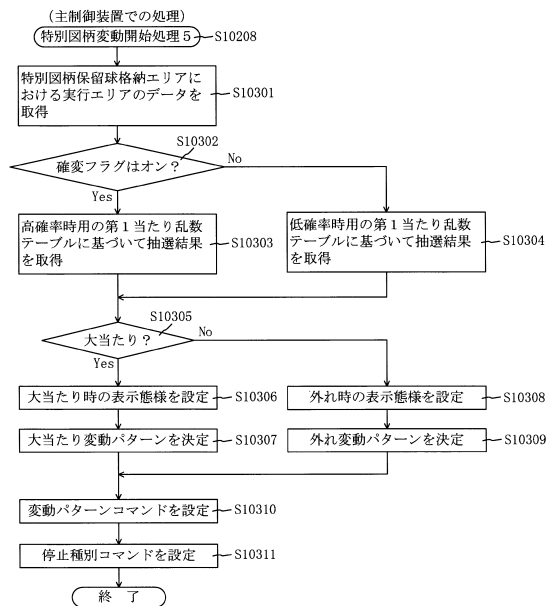 (主制御装置での処理)
特別図柄変動開始処理5
S10208
特別図柄保留球格納エリアに
おける実行エリアのデータを
取得
S10301
S10302
確変フラグはオン?
No
Yes
高確率時用の第1当たり乱数
テーブルに基づいて抽選結果
を取得
S10303
低確率時用の第1当たり乱数
テーブルに基づいて抽選結果
を取得
S10304
S10305
大当たり?
No
Yes
大当たり時の表示態様を設定
S10306
外れ時の表示態様を設定
S10308
大当たり変動パターンを決定
S10307
外れ変動パターンを決定
S10309
変動パターンコマンドを設定
S10310
停止種別コマンドを設定
S10311
終 了